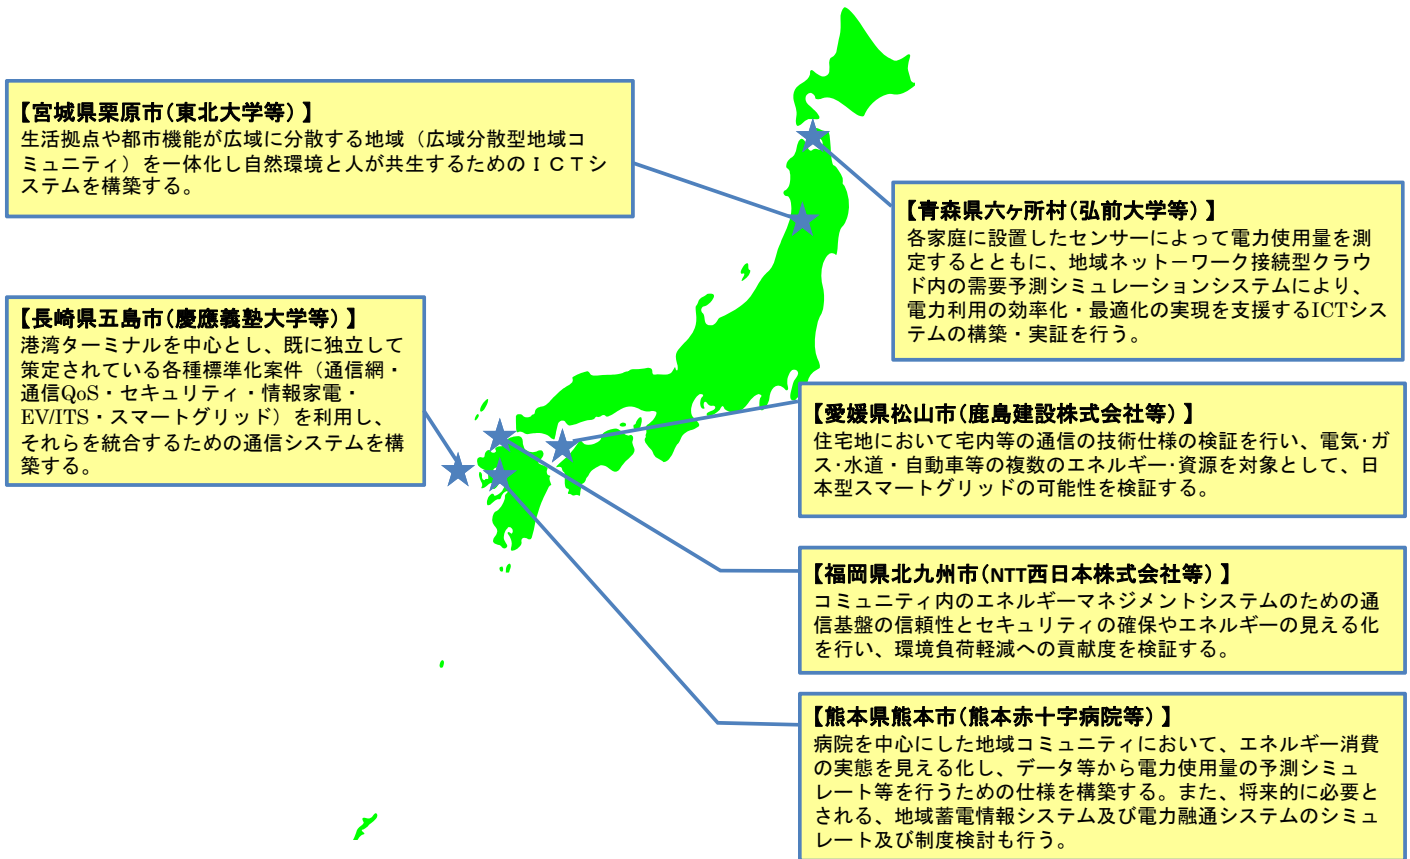 【宮城県栗原市(東北大学等)】
生活拠点や都市機能が広域に分散する地域（広域分散型地域コ
ミュニティ）を一体化し自然環境と人が共生するためのＩＣＴシ
ステムを構築する。
【青森県六ヶ所村(弘前大学等)】
各家庭に設置したセンサーによって電力使用量を測
定するとともに、地域ネットーワーク接続型クラウ
ド内の需要予測シミュレーションシステムにより、
電力利用の効率化・最適化の実現を支援するICTシス
テムの構築・実証を行う。
【長崎県五島市(慶應義塾大学等)】
港湾ターミナルを中心とし、既に独立して
策定されている各種標準化案件（通信網・
通信QoS・セキュリティ・情報家電・
EV/ITS・スマートグリッド）を利用し、
それらを統合するための通信システムを構
築する。
【愛媛県松山市(鹿島建設株式会社等)】
住宅地において宅内等の通信の技術仕様の検証を行い、電気･ガ
ス･水道・自動車等の複数のエネルギー･資源を対象として、日
本型スマートグリッドの可能性を検証する。
【福岡県北九州市(NTT西日本株式会社等)】
コミュニティ内のエネルギーマネジメントシステムのための通
信基盤の信頼性とセキュリティの確保やエネルギーの見える化
を行い、環境負荷軽減への貢献度を検証する。
【熊本県熊本市(熊本赤十字病院等)】
病院を中心にした地域コミュニティにおいて、エネルギー消費
の実態を見える化し、データ等から電力使用量の予測シミュ
レート等を行うための仕様を構築する。また、将来的に必要と
される、地域蓄電情報システム及び電力融通システムのシミュ
レート及び制度検討も行う。